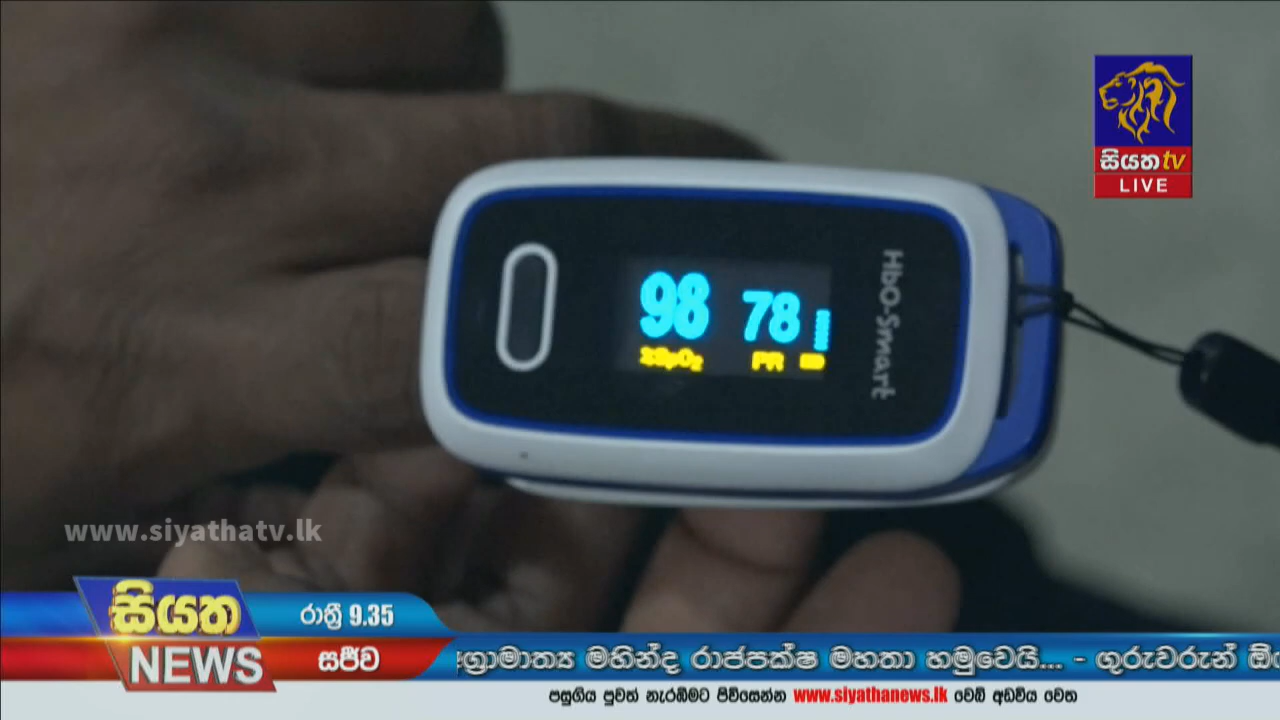 සියත tv
LIVE
HbO-Smart
98 78
%SpO₂ PR
www.siyathatv.lk
සියත
NEWS
රාත්‍රී 9.35
සජීව
මහින්ද රාජපක්ෂ මහතා හමුවෙයි... - ගුරුවරුන්
පසුගිය පුවත් නැරඹීමට පිවිසෙන්න www.siyathanews.lk වෙබ් අඩවිය වෙත